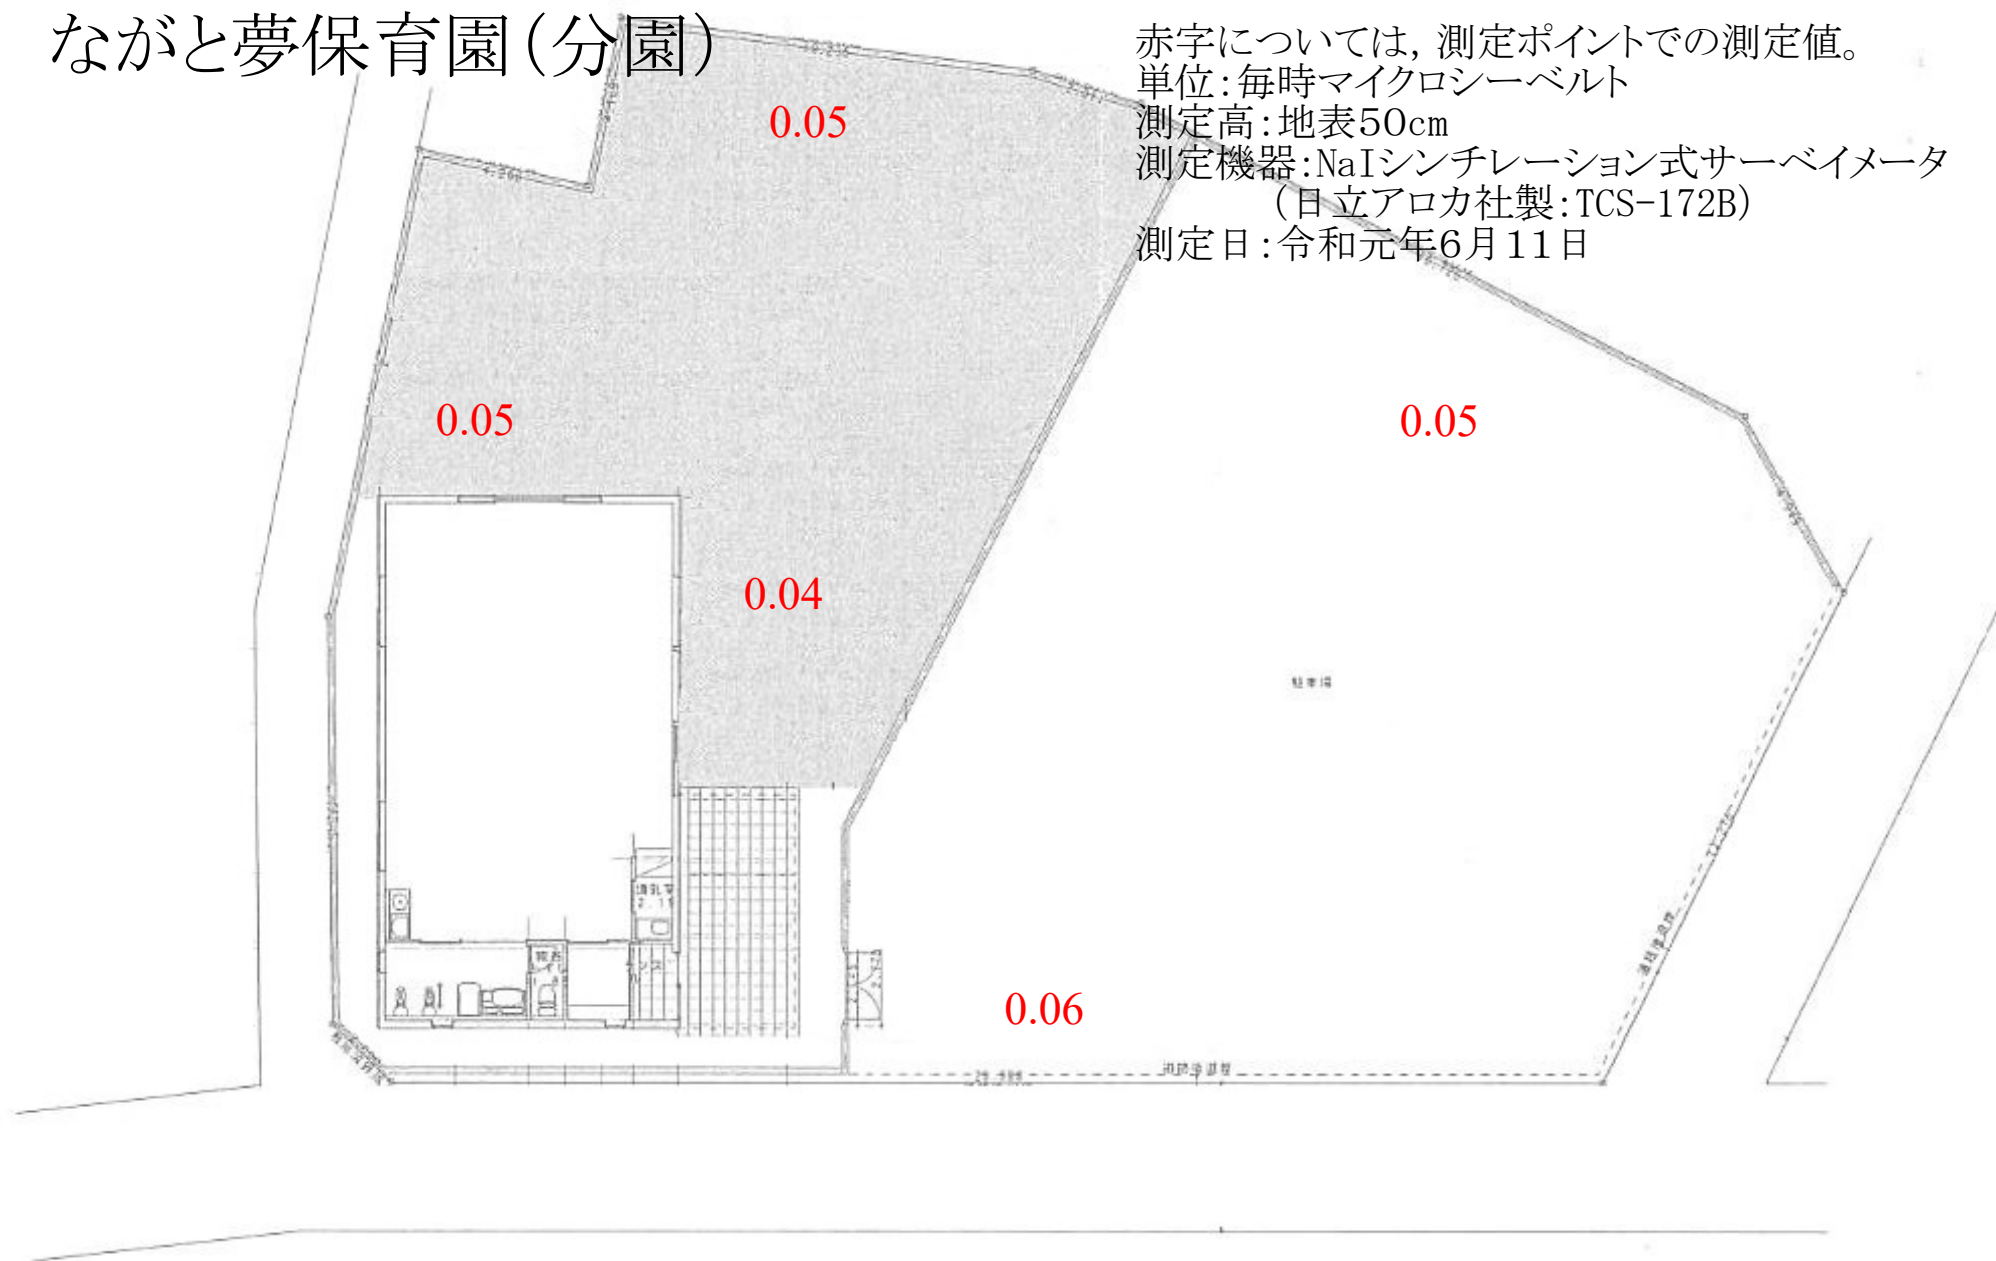 ながと夢保育園(分園)
赤字については, 測定ポイントでの測定値。
単位:毎時マイクロシーベルト
測定高:地表50cm
測定機器:NaIシンチレーション式サーベイメータ
(日立アロカ社製:TCS-172B)
測定日:令和元年6月11日
0.05
0.05
0.05
0.04
駐車場
0.06